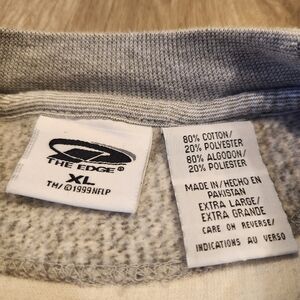 THE EDGE®
XL
TM/©1999NFLP
80% COTTON/
20% POLYESTER
80% ALGODON/
20% POLIESTER
MADE IN/HECHO EN
PAKISTAN
EXTRA LARGE/
EXTRA GRANDE
CARE ON REVERSE/
INDICATIONS AU VERSO